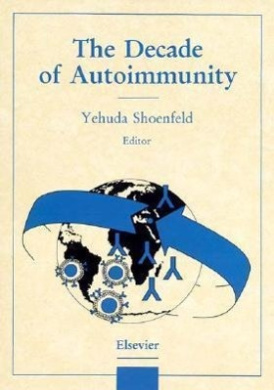 The Decade
of Autoimmunity
Yehuda Shoenfeld
Editor
Elsevier